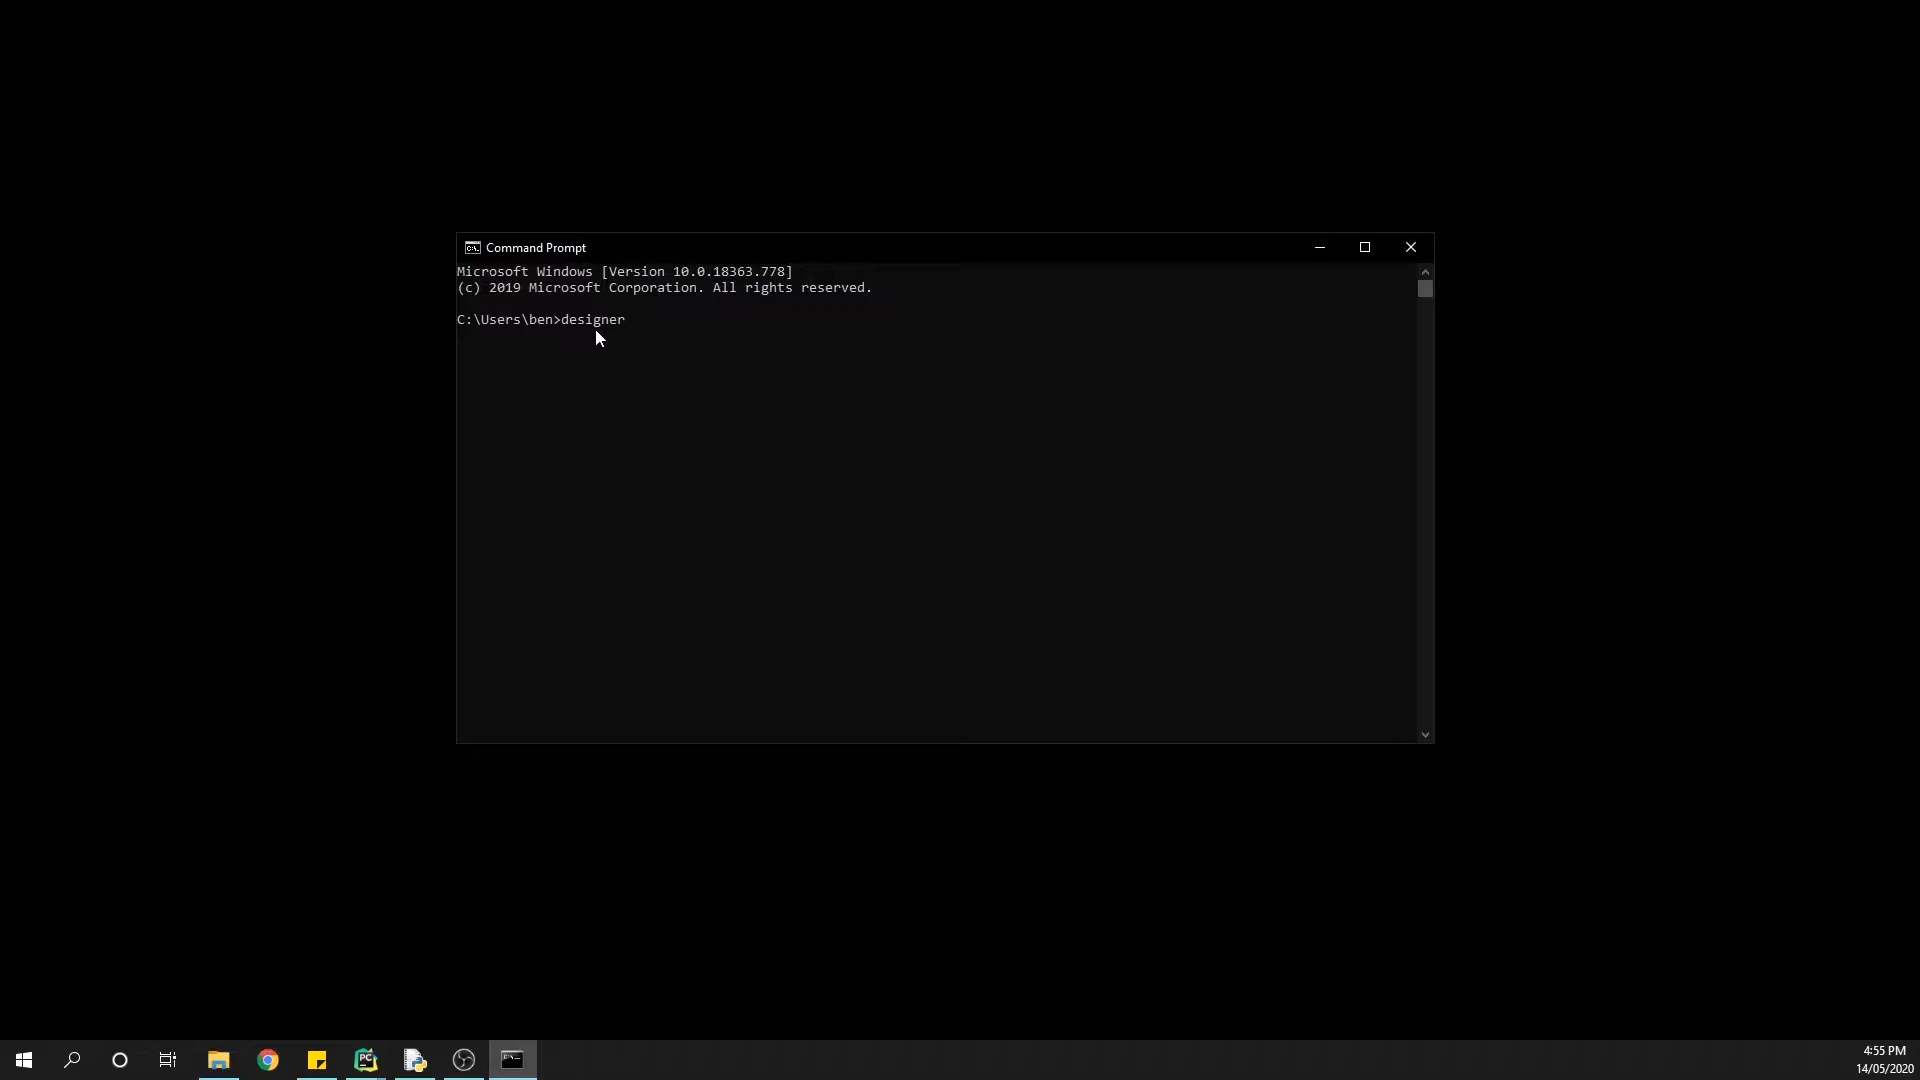 Command Prompt
Microsoft Windows [Version 10.0.18363.778]
(c) 2019 Microsoft Corporation. All rights reserved.
C:\Users\ben>designer
PC
4:55 PM
14/05/2020